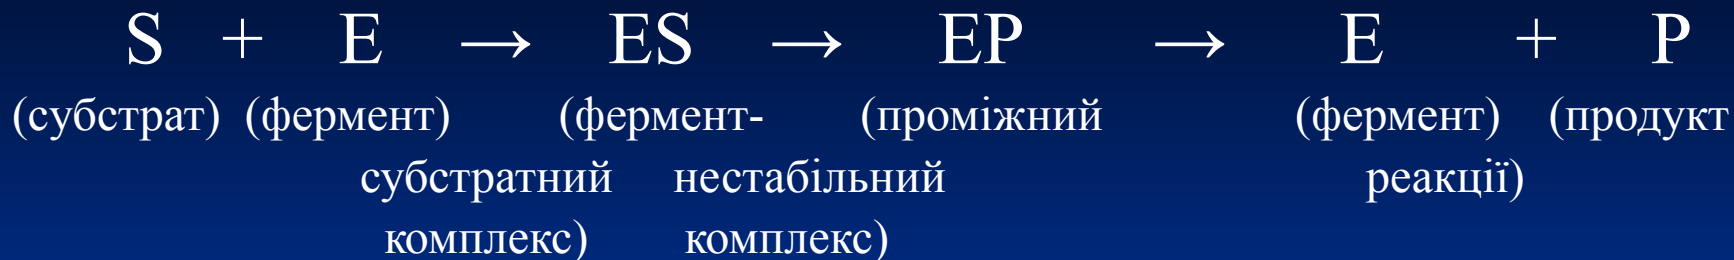 S + E → ES → EP → E + P
(субстрат) (фермент) (фермент- (проміжний (фермент) (продукт
субстратний нестабільний реакції)
комплекс) комплекс)